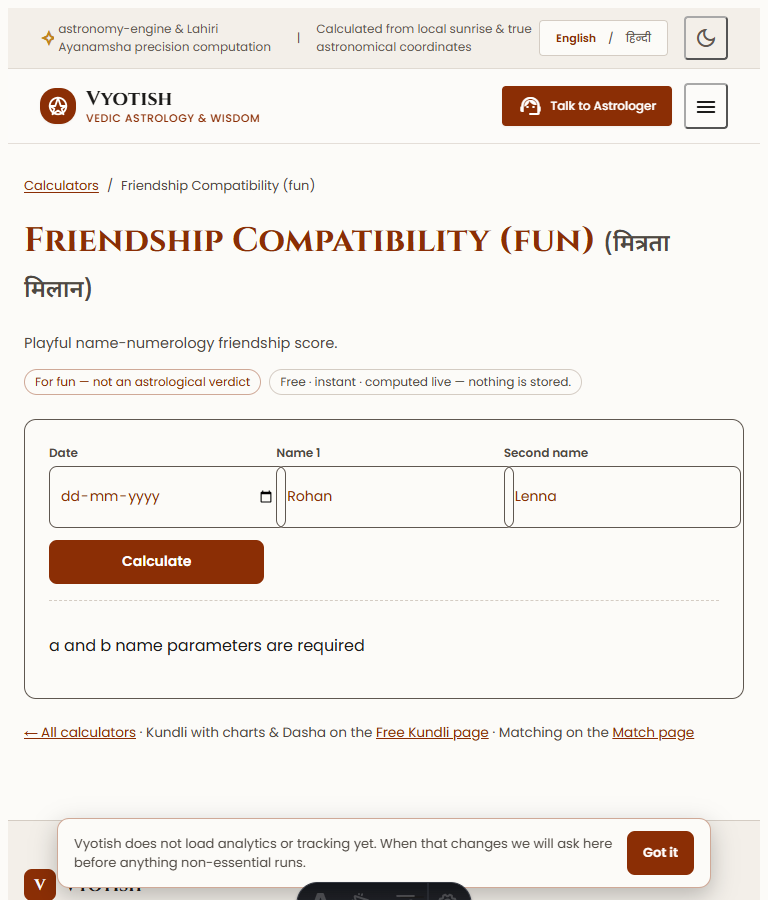 astronomy-engine & Lahiri
Ayanamsha precision computation
|
Calculated from local sunrise & true
astronomical coordinates
English / हिन्दी
VYOTISH
VEDIC ASTROLOGY & WISDOM
Talk to Astrologer
Calculators / Friendship Compatibility (fun)
Friendship Compatibility (fun) (मित्रता
मिलान)
Playful name-numerology friendship score.
For fun — not an astrological verdict
Free · instant · computed live — nothing is stored.
Date Name 1 Second name
dd-mm-yyyy Rohan Lenna
Calculate
a and b name parameters are required
← All calculators · Kundli with charts & Dasha on the Free Kundli page · Matching on the Match page
Vyotish does not load analytics or tracking yet. When that changes we will ask here
before anything non-essential runs.
Got it
V